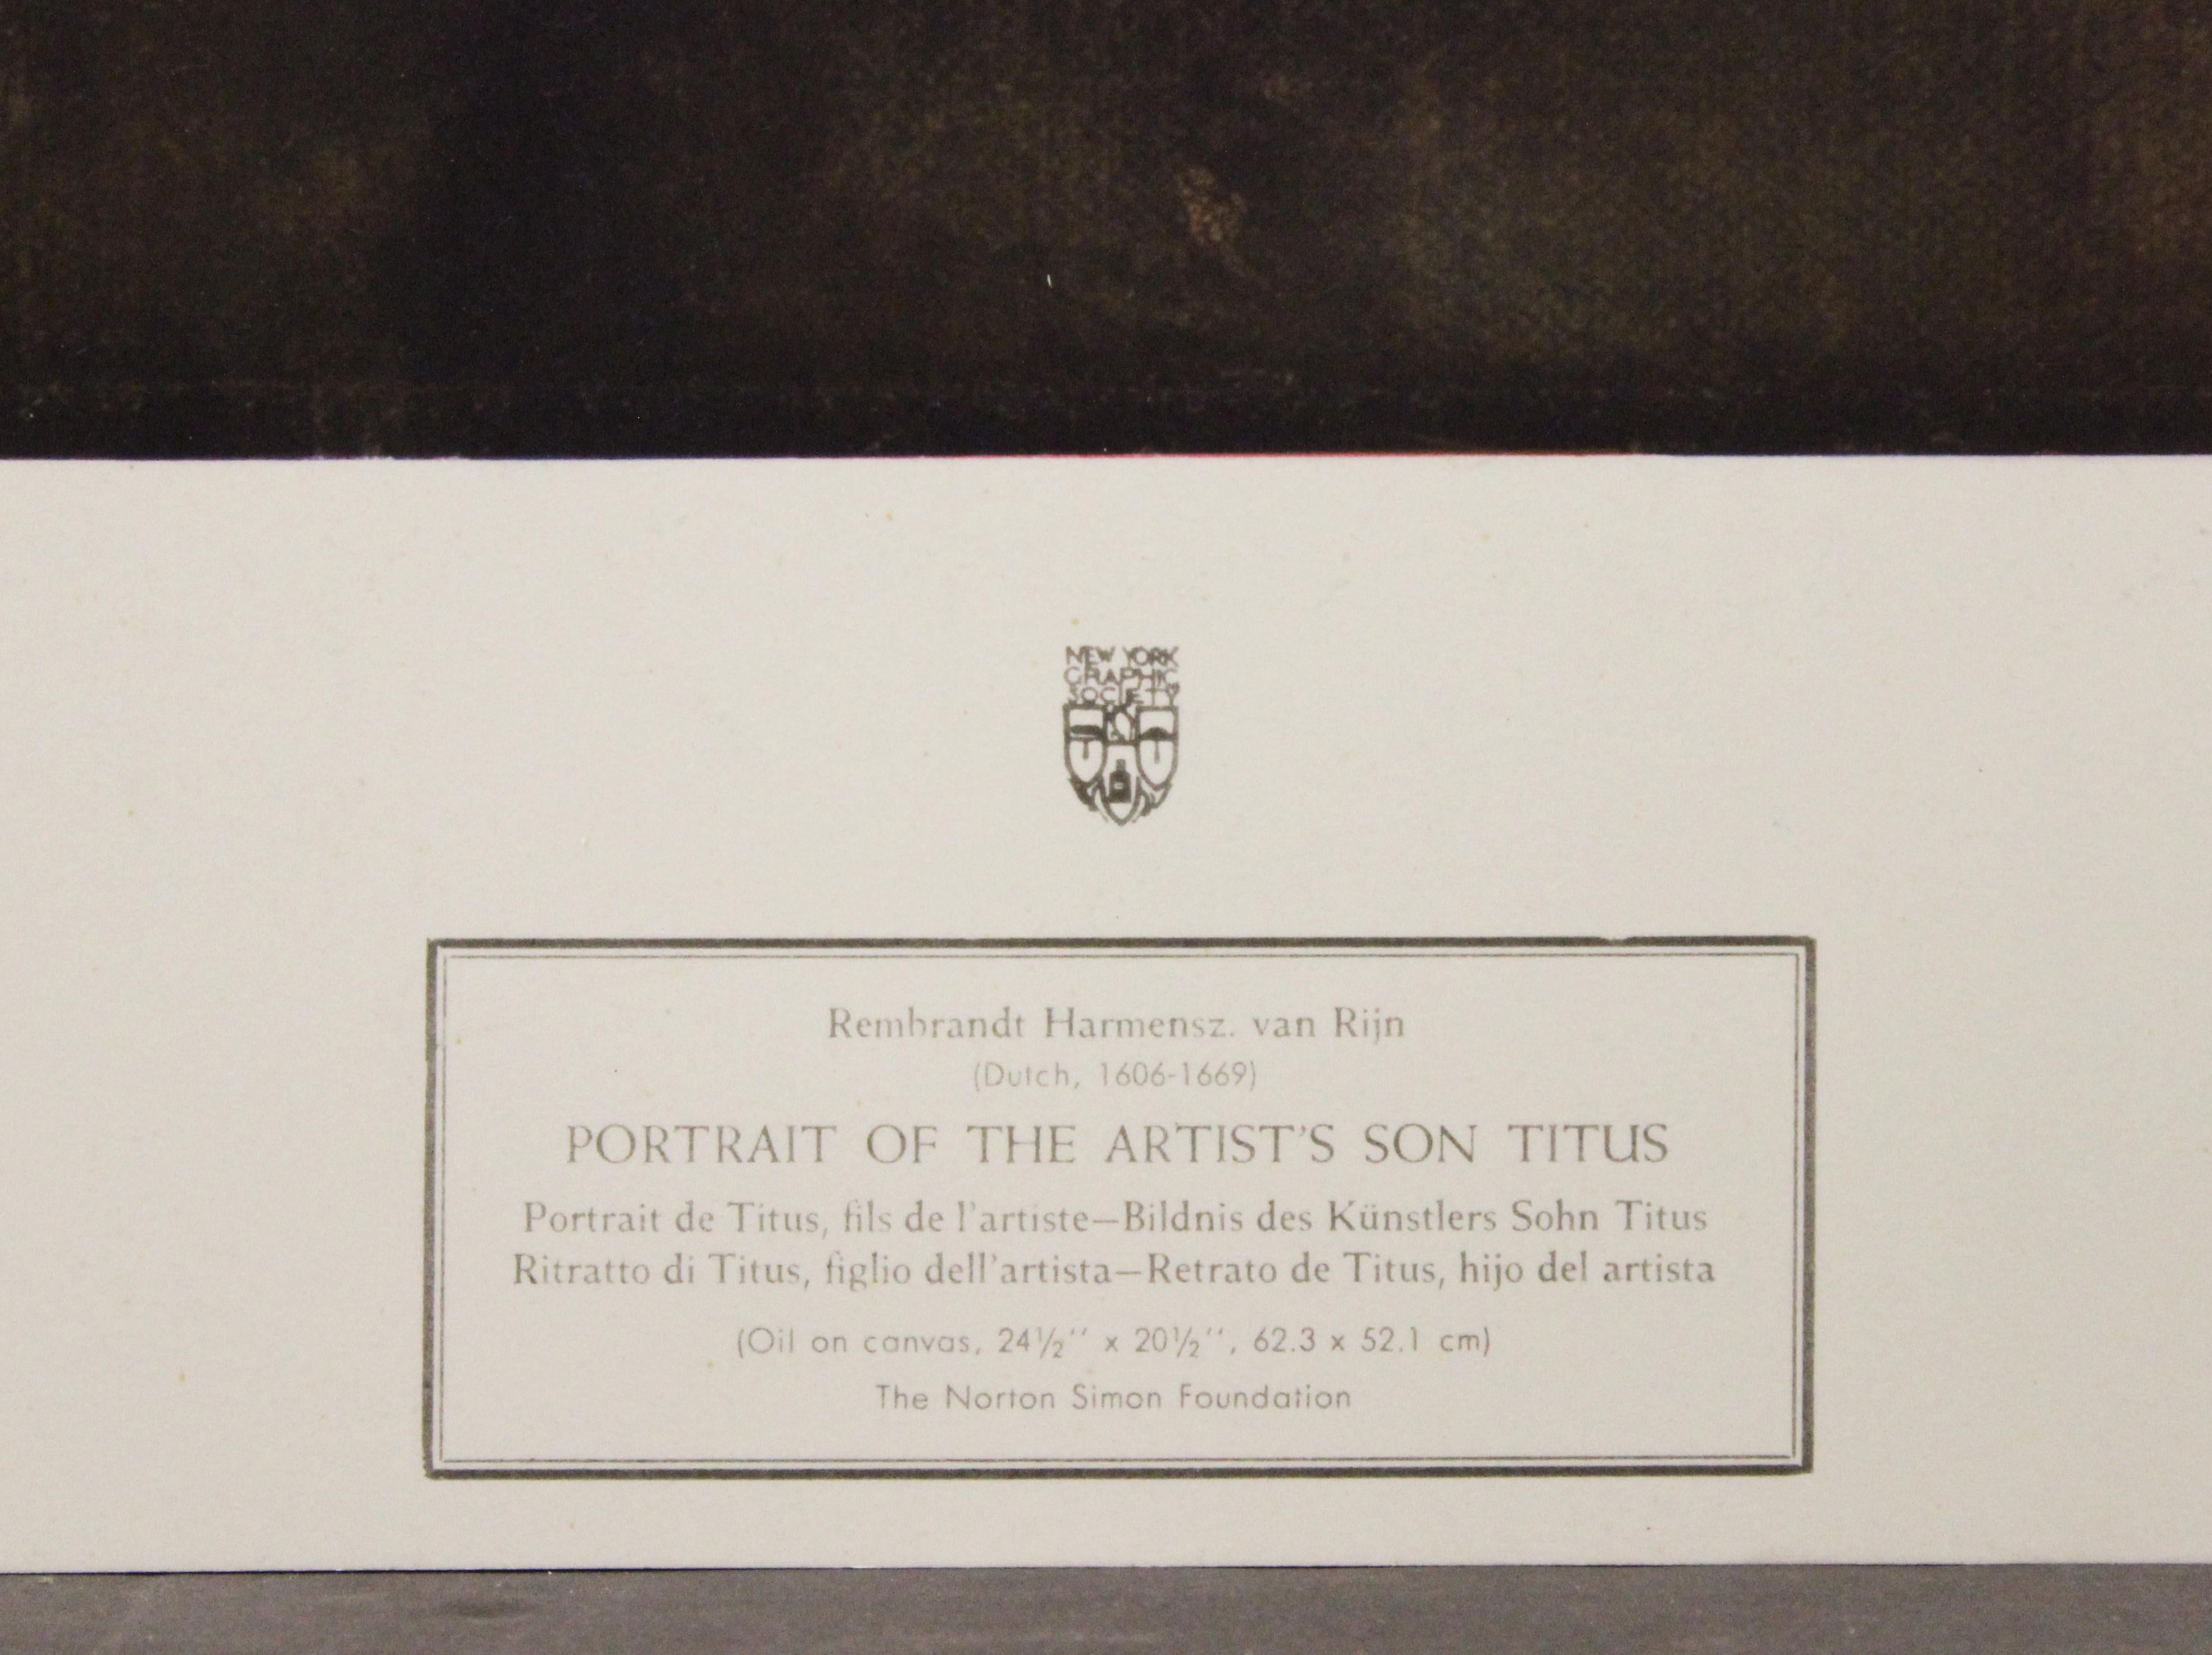 NEW YORK
GRAPHIC
SOCIETY
Rembrandt Harmensz. van Rijn
(Dutch, 1606-1669)
PORTRAIT OF THE ARTIST'S SON TITUS
Portrait de Titus, fils de l'artiste—Bildnis des Künstlers Sohn Titus
Ritratto di Titus, figlio dell'artista—Retrato de Titus, hijo del artista
(Oil on canvas, 24½'' x 20½'', 62.3 x 52.1 cm)
The Norton Simon Foundation